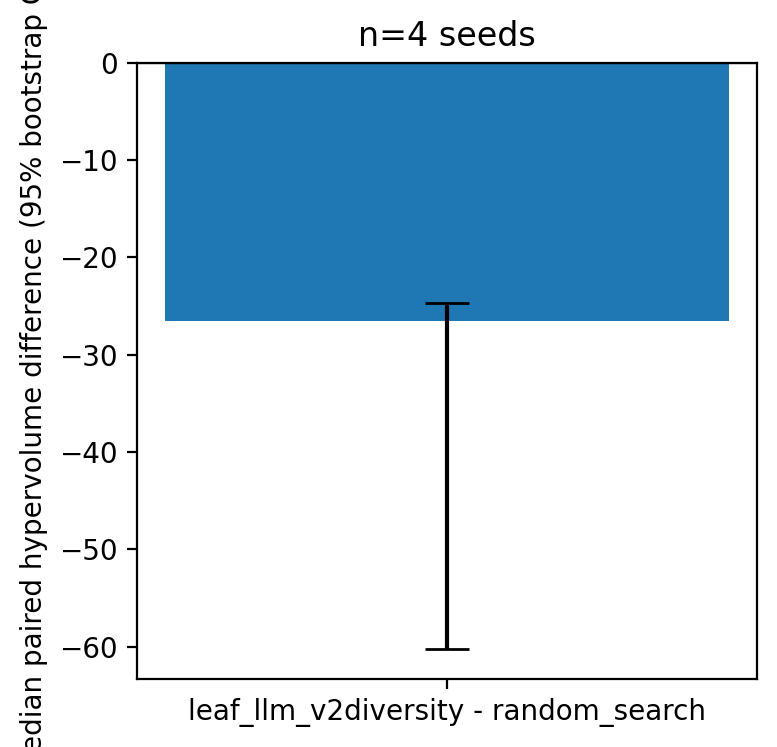 n=4 seeds
0
−10
−20
−30
−40
−50
−60
edian paired hypervolume difference (95% bootstrap
leaf_llm_v2diversity - random_search